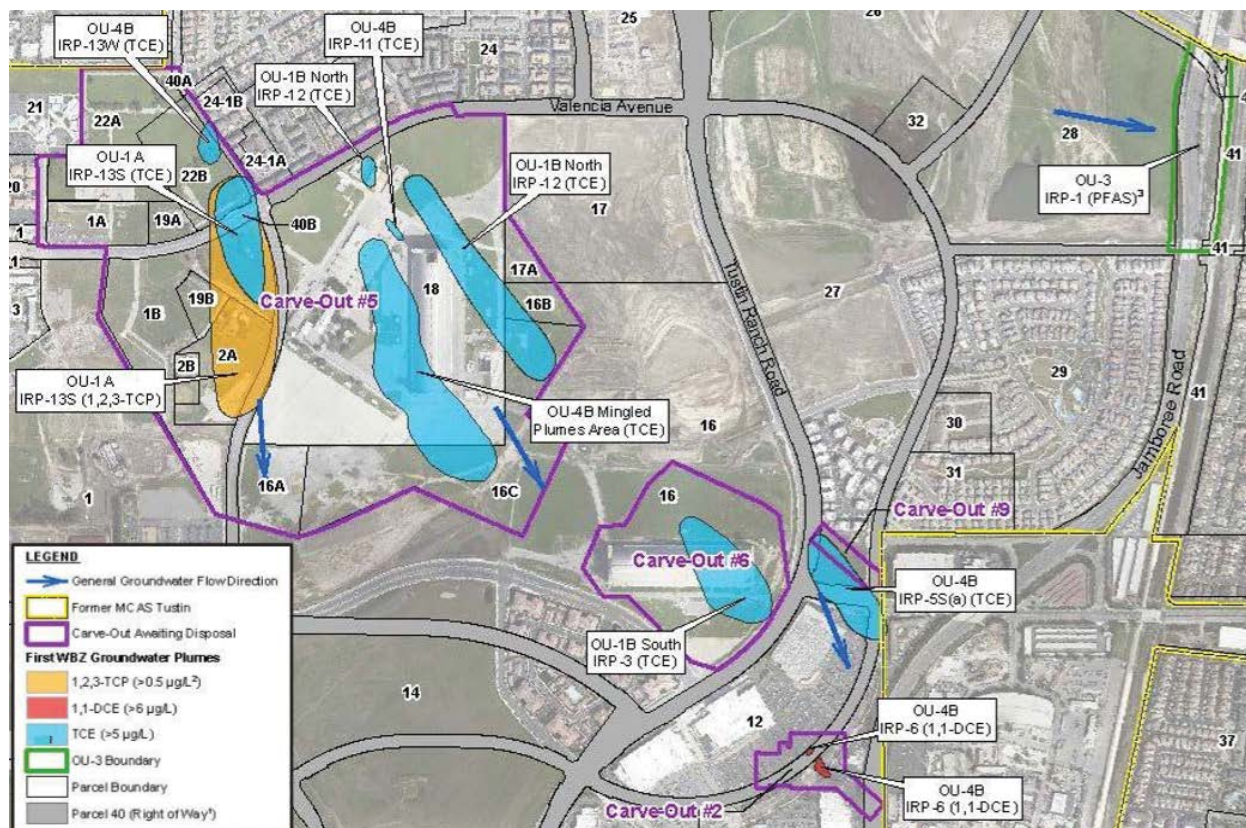 OU-4B
IRP-13W (TCE)
OU-4B
IRP-11 (TCE)
OU-1B North
IRP-12 (TCE)
OU-1B North
IRP-12 (TCE)
OU-1A
IRP-13S (TCE)
OU-1A
IRP-13S (1,2,3-TCP)
OU-4B Mingled
Plumes Area (TCE)
OU-3
IRP-1 (PFAS)³
OU-1B South
IRP-3 (TCE)
OU-4B
IRP-5S(a) (TCE)
OU-4B
IRP-6 (1,1-DCE)
OU-4B
IRP-6 (1,1-DCE)
Carve-Out #5
Carve-Out #6
Carve-Out #9
Carve-Out #2
Valencia Avenue
Tustin Ranch Road
Jamboree Road
21
22A
40A
24-1B
24-1A
22B
24
25
32
28
41
41
41
20
1
1A
19A
40B
3
1B
19B
2A
2B
18
17
17A
16B
27
29
30
31
16
16
16A
16C
1
14
12
37
LEGEND
General Groundwater Flow Direction
Former MCAS Tustin
Carve-Out Awaiting Disposal
First WBZ Groundwater Plumes
1,2,3-TCP (>0.5 µg/L²)
1,1-DCE (>6 µg/L)
TCE (>5 µg/L)
OU-3 Boundary
Parcel Boundary
Parcel 40 (Right of Way¹)